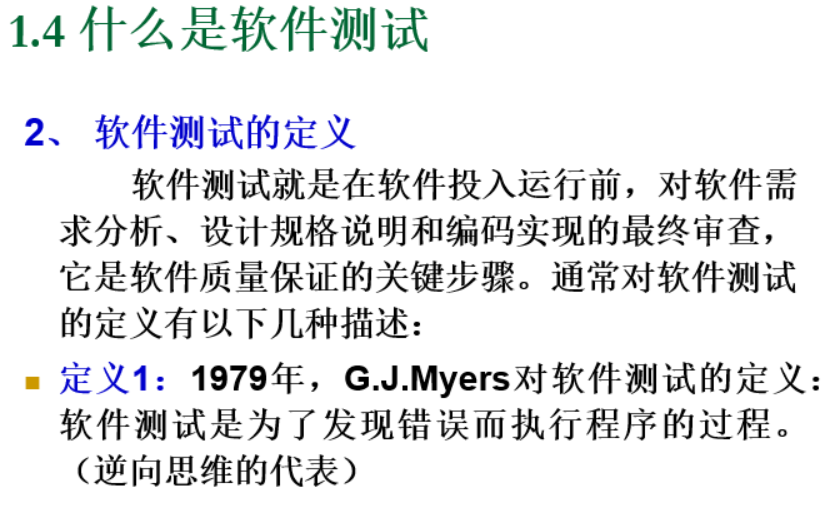 1.4 什么是软件测试
2、 软件测试的定义
软件测试就是在软件投入运行前，对软件需
求分析、设计规格说明和编码实现的最终审查，
它是软件质量保证的关键步骤。通常对软件测试
的定义有以下几种描述：
定义1：1979年，G.J.Myers对软件测试的定义：
软件测试是为了发现错误而执行程序的过程。
（逆向思维的代表）